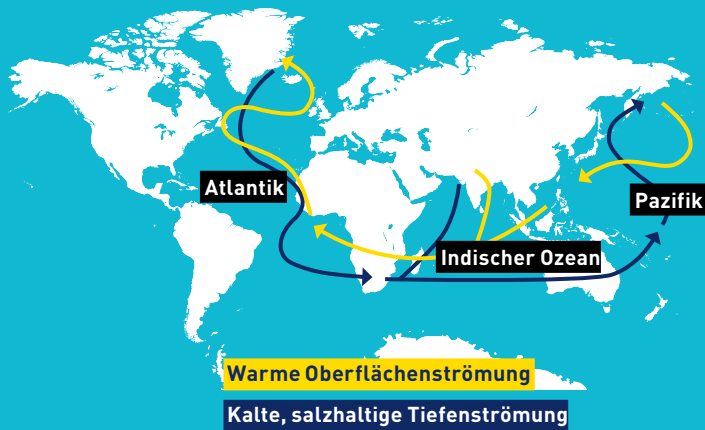 Atlantik
Pazifik
Indischer Ozean
Warme Oberflächenströmung
Kalte, salzhaltige Tiefenströmung